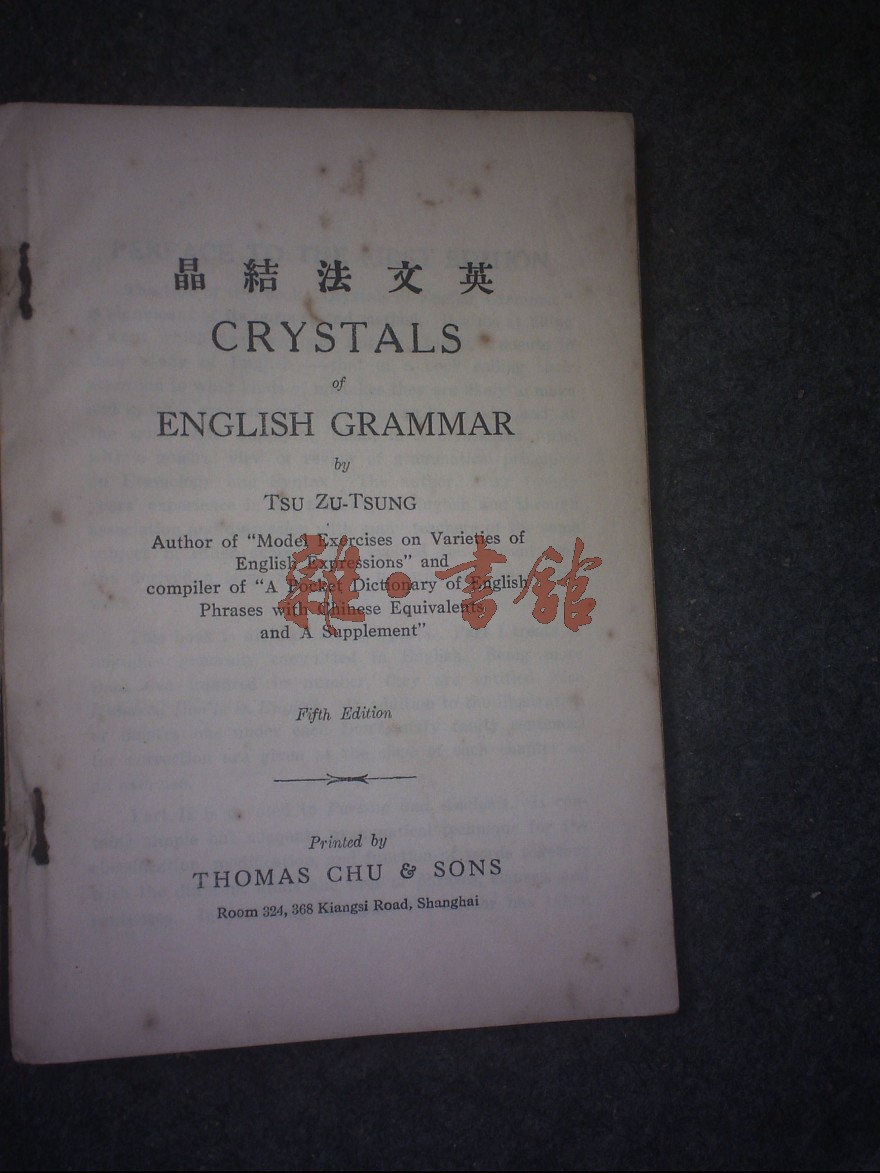 英文法結晶
CRYSTALS
of
ENGLISH GRAMMAR
by
TSU ZU-TSUNG
Author of "Model Exercises on Varieties of
English Expressions" and
compiler of "A Pocket Dictionary of English
Phrases with Chinese Equivalents
and A Supplement"
雜·書館
Fifth Edition
Printed by
THOMAS CHU & SONS
Room 324, 368 Kiangsi Road, Shanghai